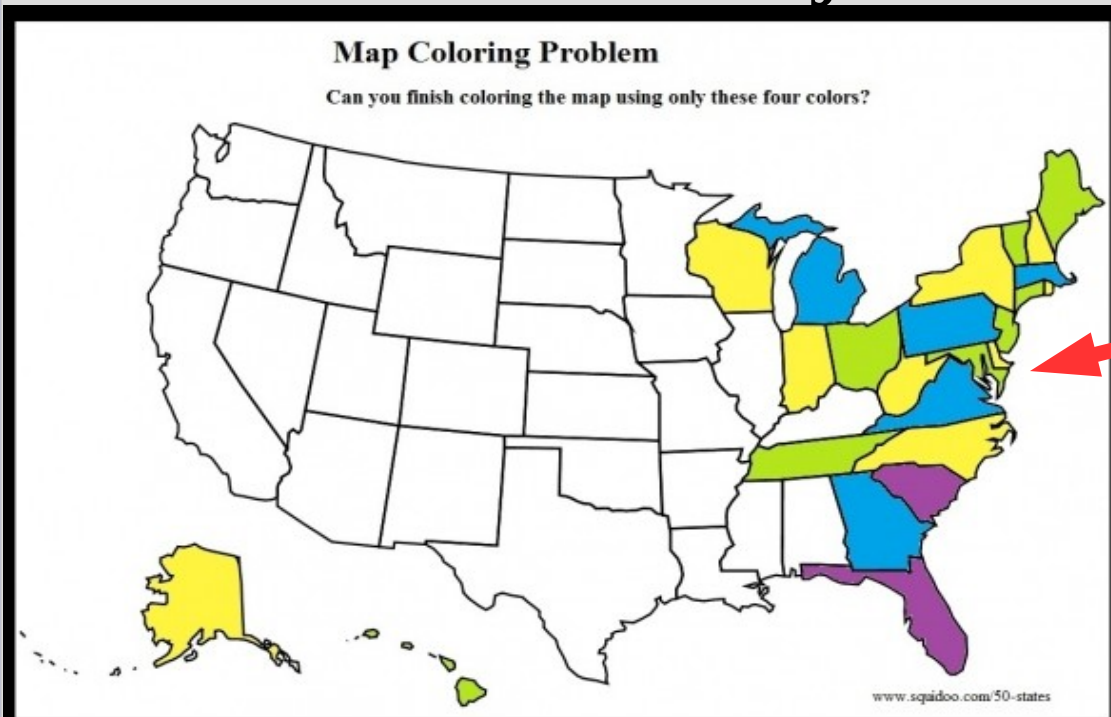 Map Coloring Problem
Can you finish coloring the map using only these four colors?
www.squidoo.com/50-states